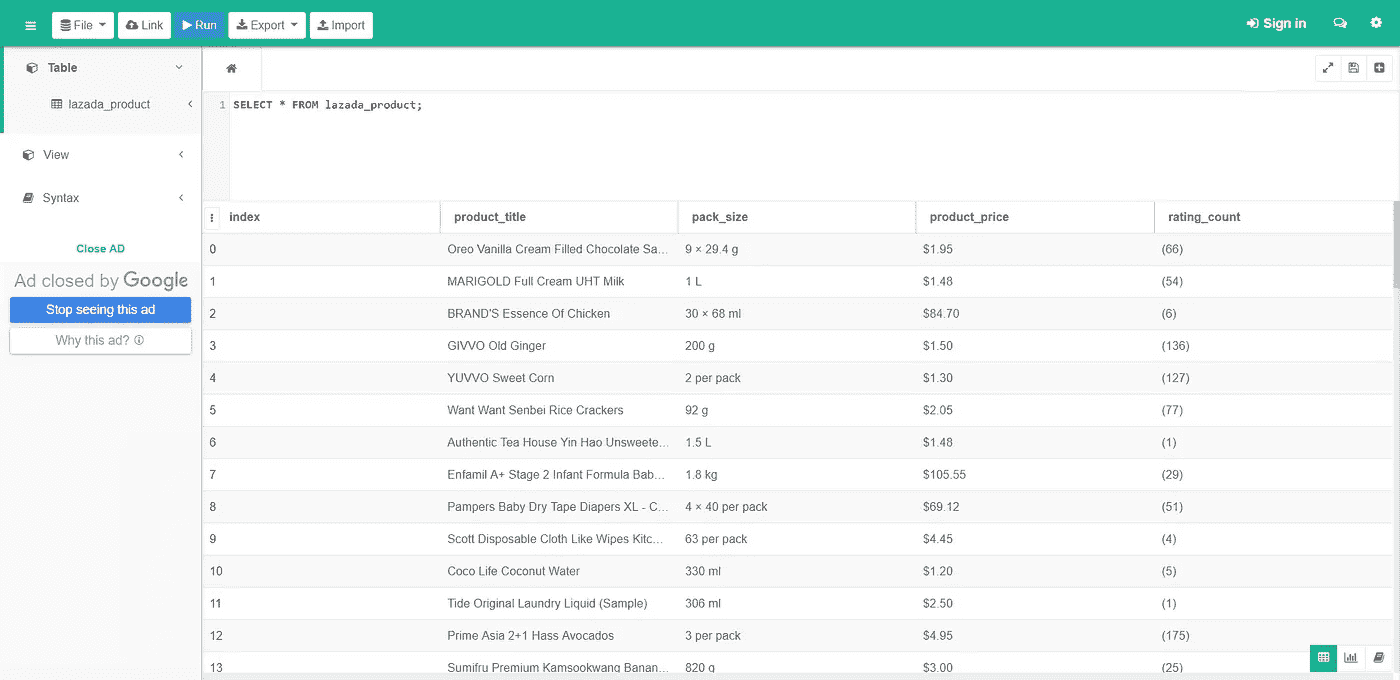 File Link Run Export Import Sign in
Table
lazada_product
View
Syntax
Close AD
Ad closed by Google
Stop seeing this ad
Why this ad?
1 SELECT * FROM lazada_product;
index product_title pack_size product_price rating_count
0 Oreo Vanilla Cream Filled Chocolate Sa... 9 × 29.4 g $1.95 (66)
1 MARIGOLD Full Cream UHT Milk 1 L $1.48 (54)
2 BRAND'S Essence Of Chicken 30 × 68 ml $84.70 (6)
3 GIVVO Old Ginger 200 g $1.50 (136)
4 YUVVO Sweet Corn 2 per pack $1.30 (127)
5 Want Want Senbei Rice Crackers 92 g $2.05 (77)
6 Authentic Tea House Yin Hao Unsweete... 1.5 L $1.48 (1)
7 Enfamil A+ Stage 2 Infant Formula Bab... 1.8 kg $105.55 (29)
8 Pampers Baby Dry Tape Diapers XL - C... 4 × 40 per pack $69.12 (51)
9 Scott Disposable Cloth Like Wipes Kitc... 63 per pack $4.45 (4)
10 Coco Life Coconut Water 330 ml $1.20 (5)
11 Tide Original Laundry Liquid (Sample) 306 ml $2.50 (1)
12 Prime Asia 2+1 Hass Avocados 3 per pack $4.95 (175)
13 Sumifru Premium Kamsookwang Banan... 820 g $3.00 (25)